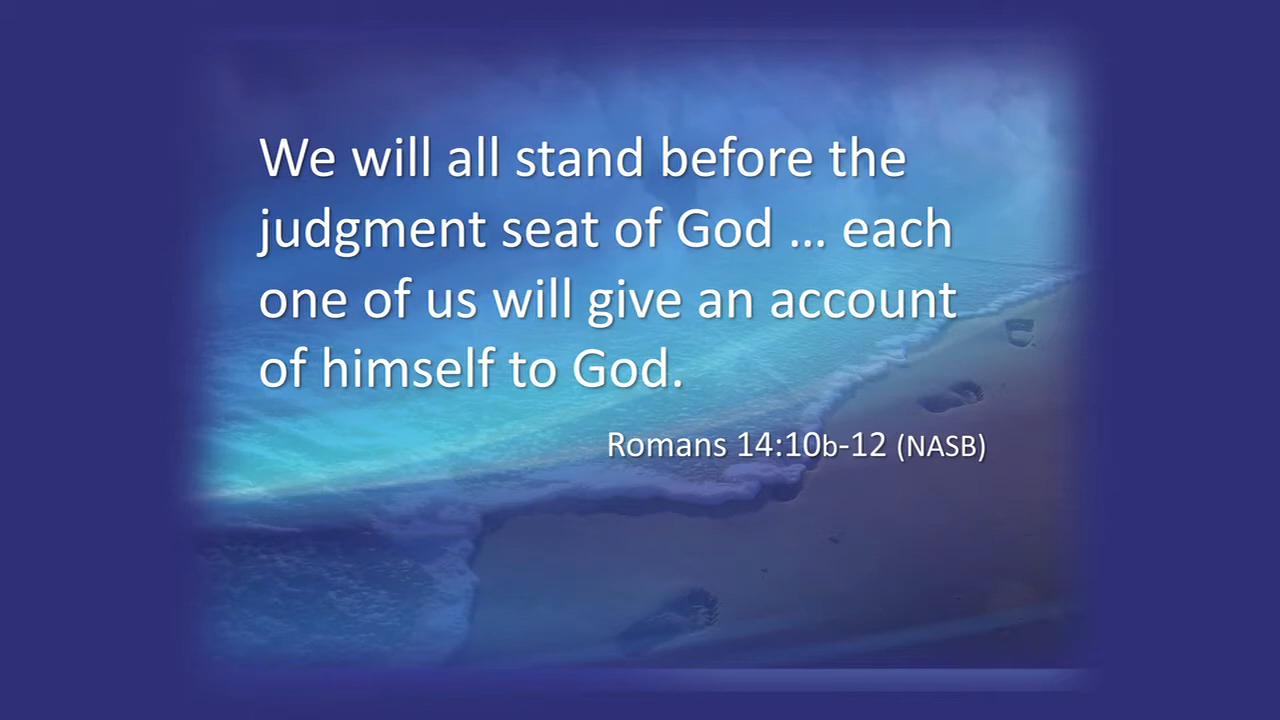 We will all stand before the
judgment seat of God … each
one of us will give an account
of himself to God.
Romans 14:10b-12 (NASB)